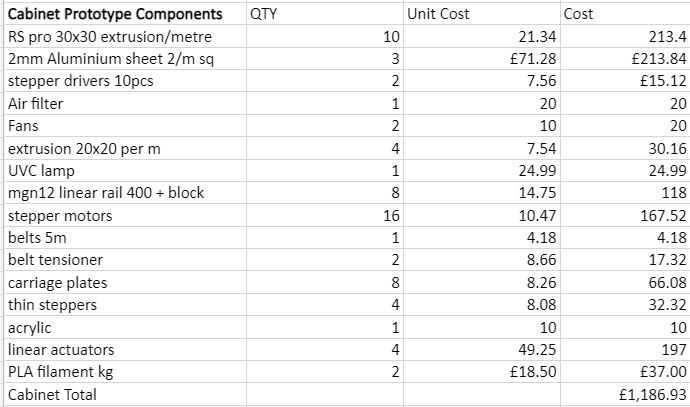 Cabinet Prototype Components QTY Unit Cost Cost
RS pro 30x30 extrusion/metre 10 21.34 213.4
2mm Aluminium sheet 2/m sq 3 £71.28 £213.84
stepper drivers 10pcs 2 7.56 £15.12
Air filter 1 20 20
Fans 2 10 20
extrusion 20x20 per m 4 7.54 30.16
UVC lamp 1 24.99 24.99
mgn12 linear rail 400 + block 8 14.75 118
stepper motors 16 10.47 167.52
belts 5m 1 4.18 4.18
belt tensioner 2 8.66 17.32
carriage plates 8 8.26 66.08
thin steppers 4 8.08 32.32
acrylic 1 10 10
linear actuators 4 49.25 197
PLA filament kg 2 £18.50 £37.00
Cabinet Total £1,186.93